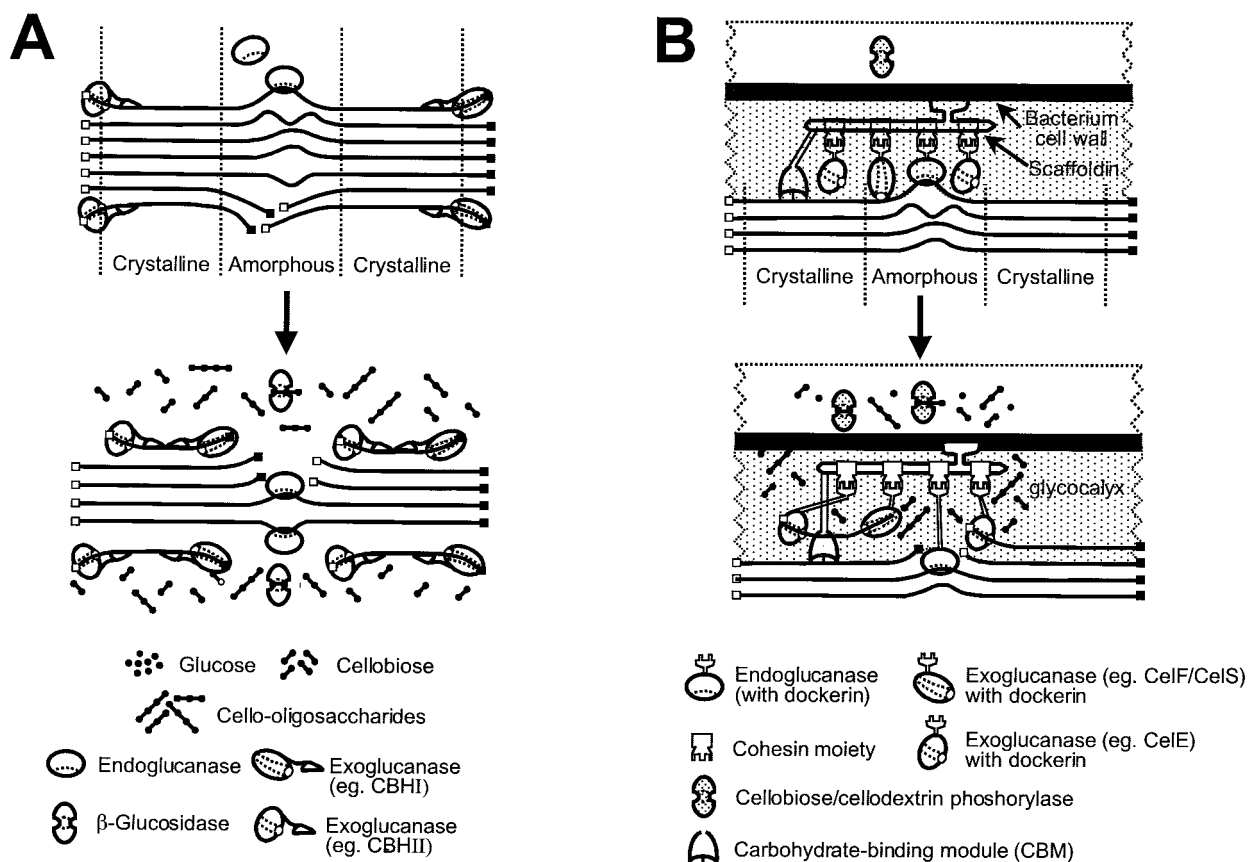 A
Crystalline Amorphous Crystalline
Glucose Cellobiose
Cello-oligosaccharides
Endoglucanase
Exoglucanase
(eg. CBHI)
β-Glucosidase
Exoglucanase
(eg. CBHII)
B
Bacterium
cell wall
Scaffoldin
Crystalline Amorphous Crystalline
glycocalyx
Endoglucanase
(with dockerin)
Exoglucanase (eg. CelF/CelS)
with dockerin
Cohesin moiety
Exoglucanase (eg. CelE)
with dockerin
Cellobiose/cellodextrin phoshorylase
Carbohydrate-binding module (CBM)